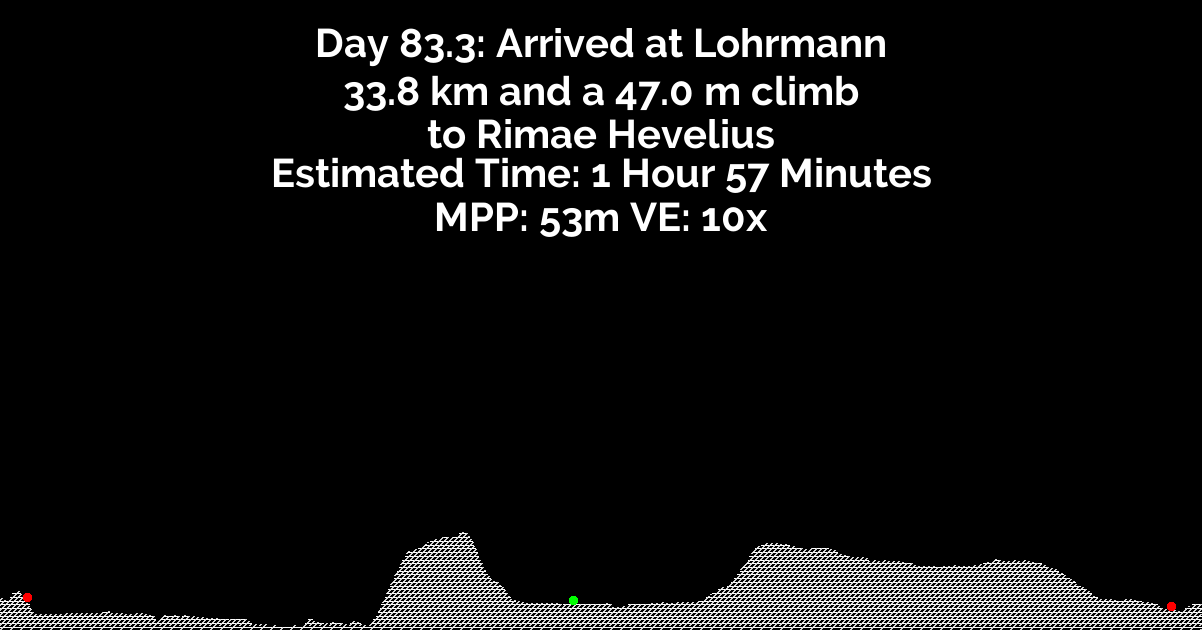 Day 83.3: Arrived at Lohrmann
33.8 km and a 47.0 m climb
to Rimae Hevelius
Estimated Time: 1 Hour 57 Minutes
MPP: 53m VE: 10x